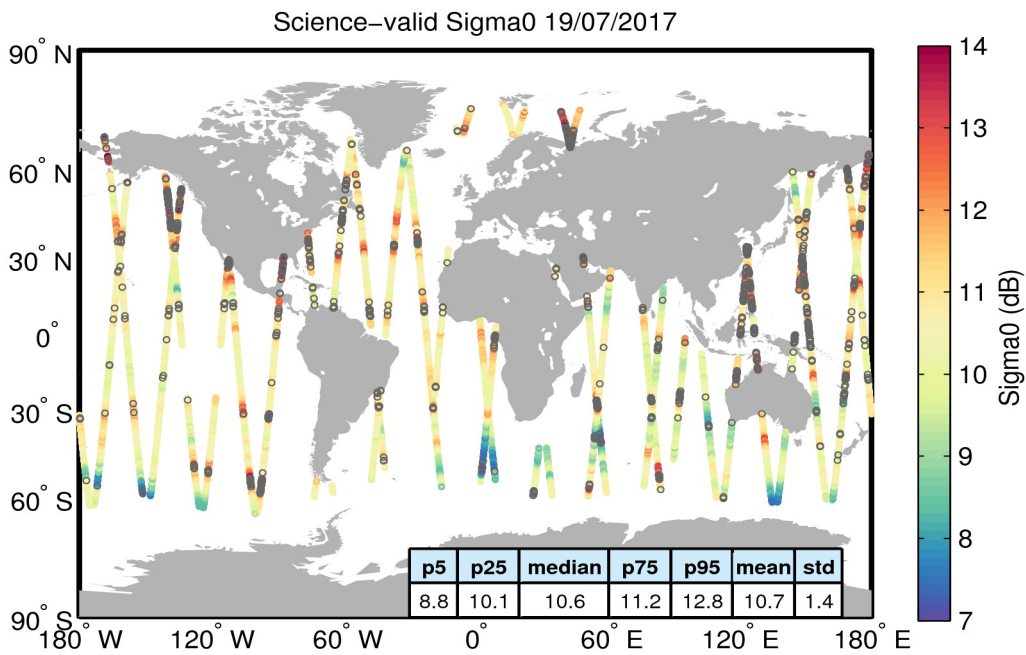 Science−valid Sigma0 19/07/2017
90° N
60° N
30° N
0°
30° S
60° S
90° S
180° W
120° W
60° W
0°
60° E
120° E
180° E
14
13
12
11
10
9
8
7
Sigma0 (dB)
p5 p25 median p75 p95 mean std
8.8 10.1 10.6 11.2 12.8 10.7 1.4